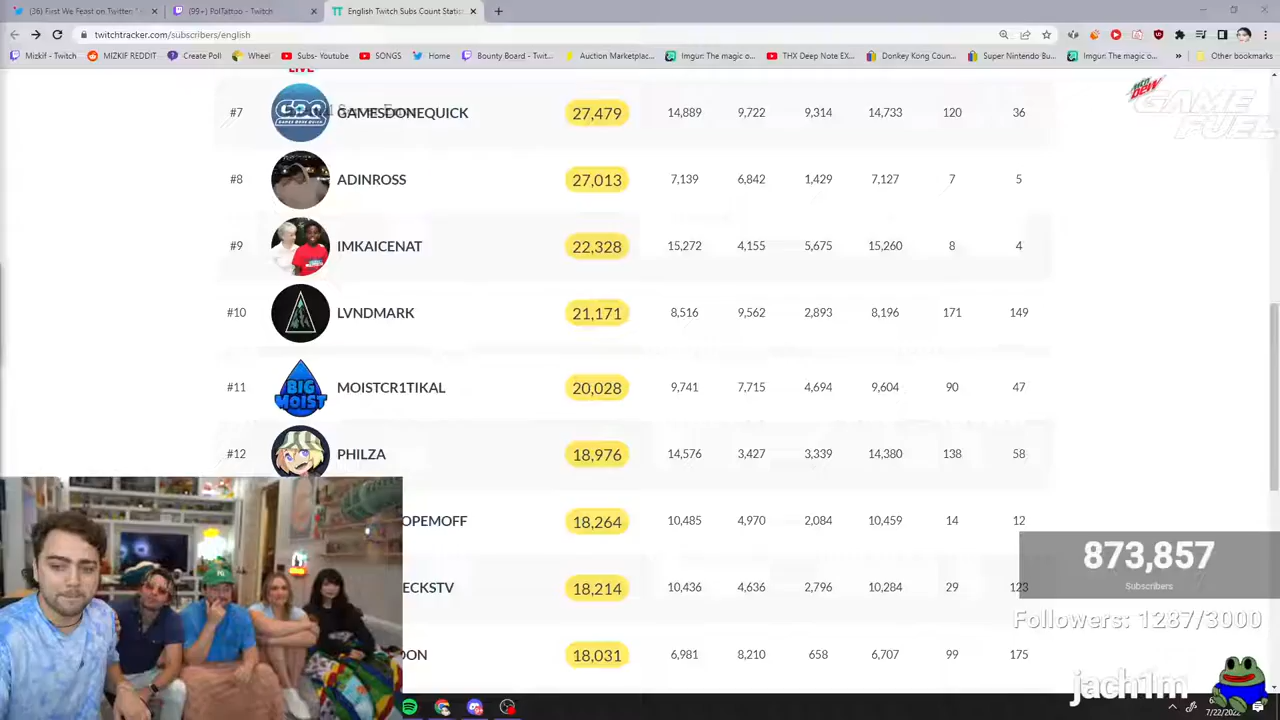 (36) First We Feast on Twitter: "
(99+) Twitch
English Twitch Subs Count Statis
twitchtracker.com/subscribers/english
Miskif - Twitch
MIZKIF REDDIT
Create Poll
Wheel
Subs - YouTube
SONGS
Home
Bounty Board - Twit...
Auction Marketplac...
Imgur: The magic o...
THX Deep Note EX...
Donkey Kong Coun...
Super Nintendo Bu...
Imgur: The magic o...
Other bookmarks
LIVE
MTN DEW
GAME FUEL
#7 GAMESDONEQUICK 27,479 14,889 14,733 120
#8 ADINROSS 27,013 7,139 6,842 1,429 7,127 7 5
#9 IMKAICENAT 22,328 15,272 4,155 5,675 15,260 8 4
#10 LVNDMARK 21,171 8,516 9,562 2,893 8,196 171 149
#11 BIG MOIST MOISTCR1TIKAL 20,028 9,741 7,715 4,694 9,604 90 47
#12 PHILZA 18,976 14,576 3,427 3,339 14,380 138 58
OPEMOFF 18,264 10,485 4,970 2,084 10,459 14 12
ECKSTV 18,214 10,436 4,636 2,796 10,284 29 123
ON 18,031 6,981 8,210 658 6,707 99 175
873,857
Subscribers
Followers: 1287/3000
jach1m